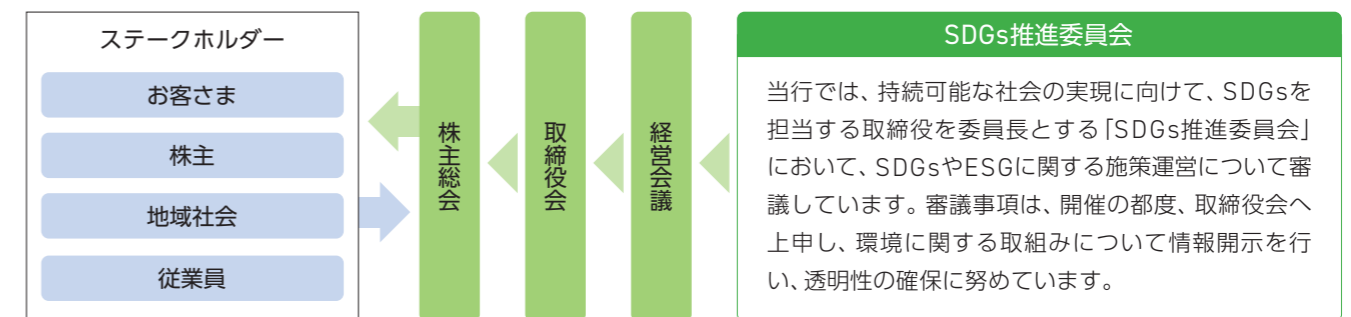 ステークホルダー
お客さま
株主
地域社会
従業員
株主総会
取締役会
経営会議
SDGs推進委員会
当行では、持続可能な社会の実現に向けて、SDGsを
担当する取締役を委員長とする「SDGs推進委員会」
において、SDGsやESGに関する施策運営について審
議しています。審議事項は、開催の都度、取締役会へ
上申し、環境に関する取組みについて情報開示を行
い、透明性の確保に努めています。